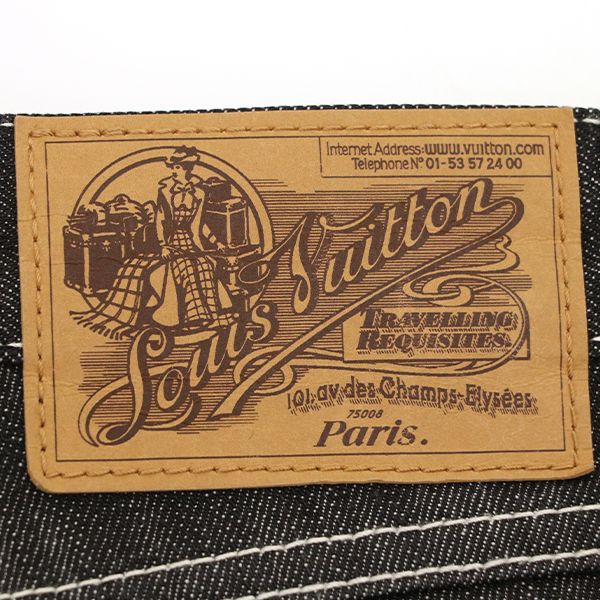 Internet Address: www.vuitton.com
Telephone N° 01-53 57 24 00
Louis Vuitton
TRAVELLING
REQUISITES.
101, av. des Champs-Elysées
75008
Paris.